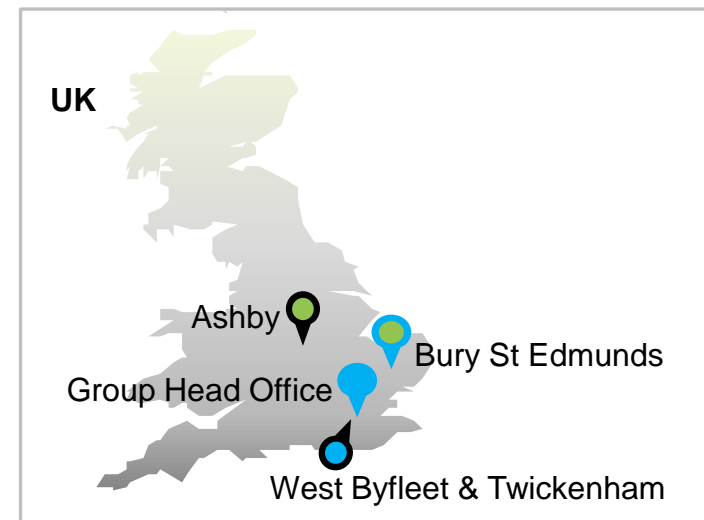 UK
Ashby
Bury St Edmunds
Group Head Office
West Byfleet & Twickenham